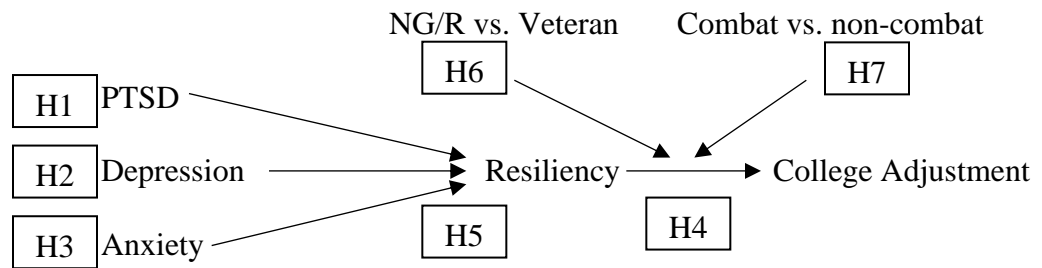 NG/R vs. Veteran Combat vs. non-combat
H6 H7
H1 PTSD
H2 Depression Resiliency College Adjustment
H5 H4
H3 Anxiety